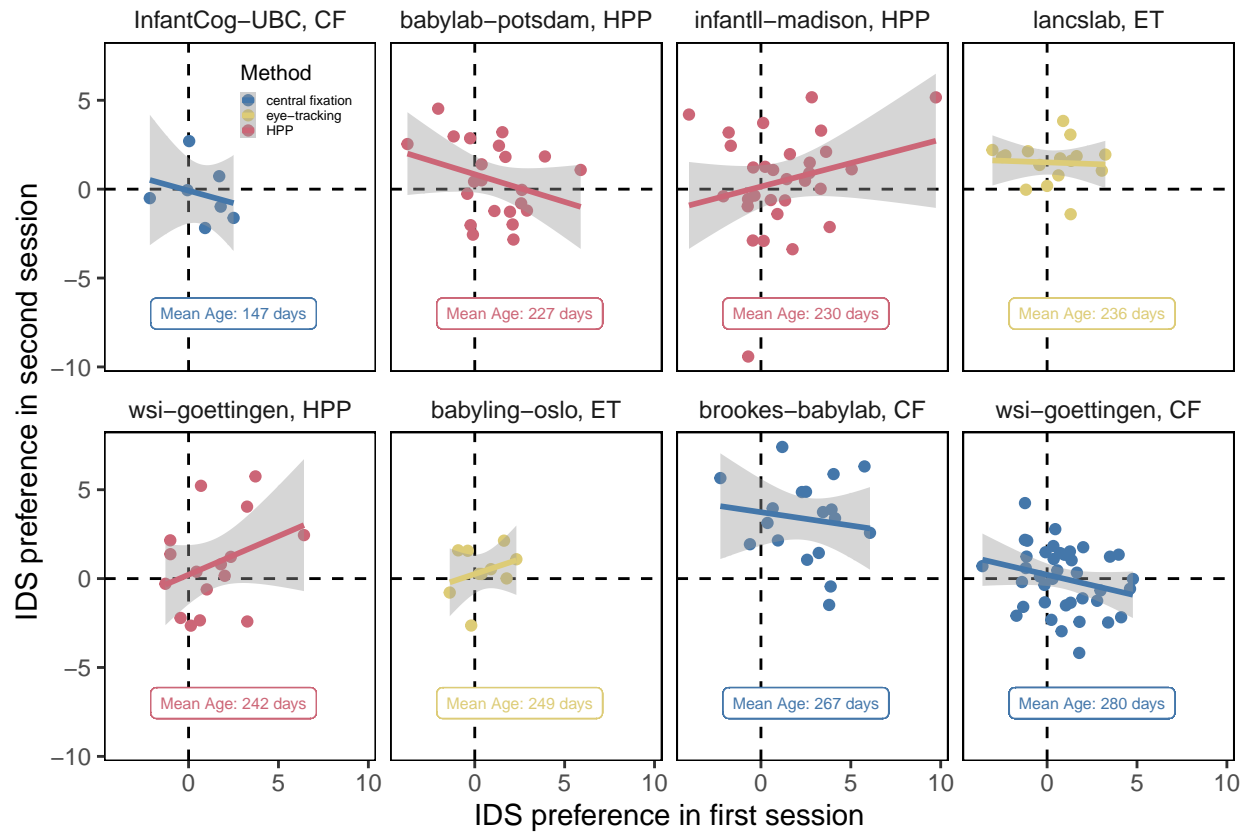 InfantCog−UBC, CF
babylab−potsdam, HPP
infantll−madison, HPP
lancslab, ET
Method
central fixation
eye−tracking
HPP
5
0
−5
−10
Mean Age: 147 days
Mean Age: 227 days
Mean Age: 230 days
Mean Age: 236 days
IDS preference in second session
wsi−goettingen, HPP
babyling−oslo, ET
brookes−babylab, CF
wsi−goettingen, CF
5
0
−5
−10
Mean Age: 242 days
Mean Age: 249 days
Mean Age: 267 days
Mean Age: 280 days
0 5 10 0 5 10 0 5 10 0 5 10
IDS preference in first session